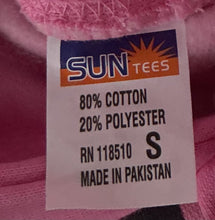 SUN TEES
80% COTTON
20% POLYESTER
RN 118510 S
MADE IN PAKISTAN